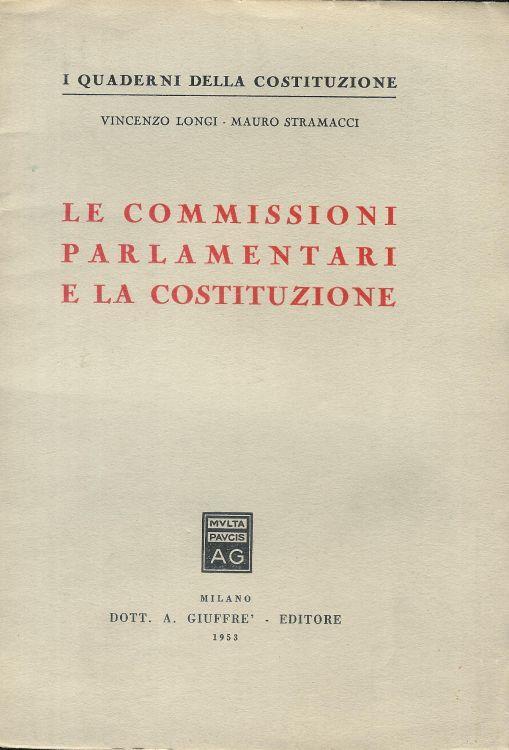 I QUADERNI DELLA COSTITUZIONE
VINCENZO LONGI - MAURO STRAMACCI
LE COMMISSIONI
PARLAMENTARI
E LA COSTITUZIONE
MVLTA
PAVCIS
AG
MILANO
DOTT. A. GIUFFRE' - EDITORE
1953